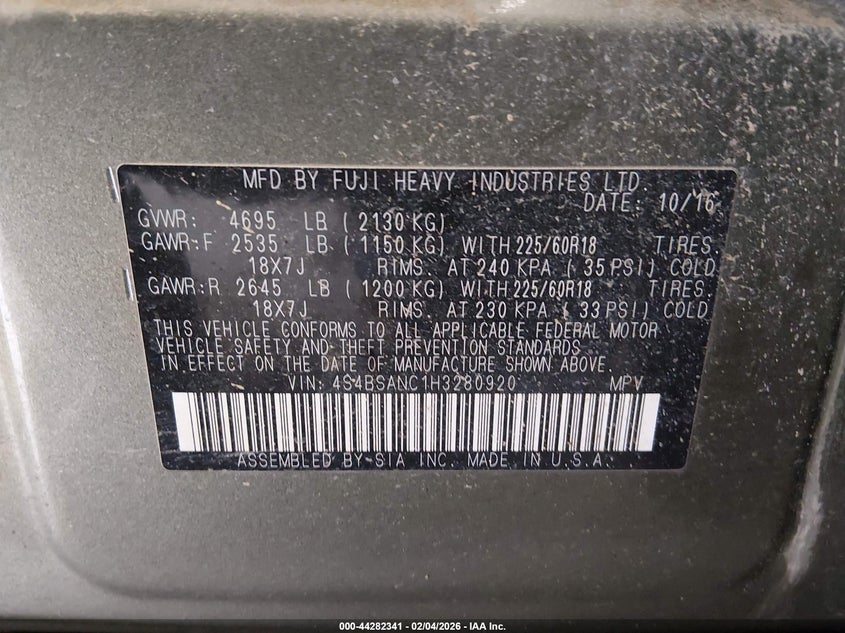 MFD BY FUJI HEAVY INDUSTRIES LTD.
DATE: 10/16
GVWR: 4695 LB ( 2130 KG)
GAWR:F 2535 LB ( 1150 KG) WITH 225/60R18 TIRES.
18X7J RIMS. AT 240 KPA ( 35 PSI) COLD
GAWR:R 2645 LB ( 1200 KG) WITH 225/60R18 TIRES.
18X7J RIMS. AT 230 KPA ( 33 PSI) COLD
THIS VEHICLE CONFORMS TO ALL APPLICABLE FEDERAL MOTOR
VEHICLE SAFETY AND THEFT PREVENTION STANDARDS
IN EFFECT ON THE DATE OF MANUFACTURE SHOWN ABOVE.
VIN: 4S4BSANC1H3280920 MPV
ASSEMBLED BY SIA INC. MADE IN U.S.A.
000-44282341 - 02/04/2026 - IAA Inc.